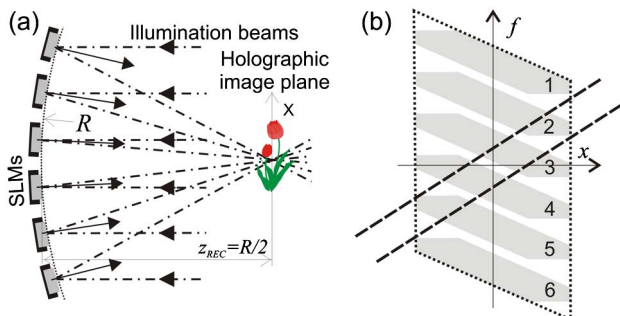 (a)
Illumination beams
Holographic
image plane
X
R
SLMs
z_REC=R/2
(b)
f
x
1
2
3
4
5
6